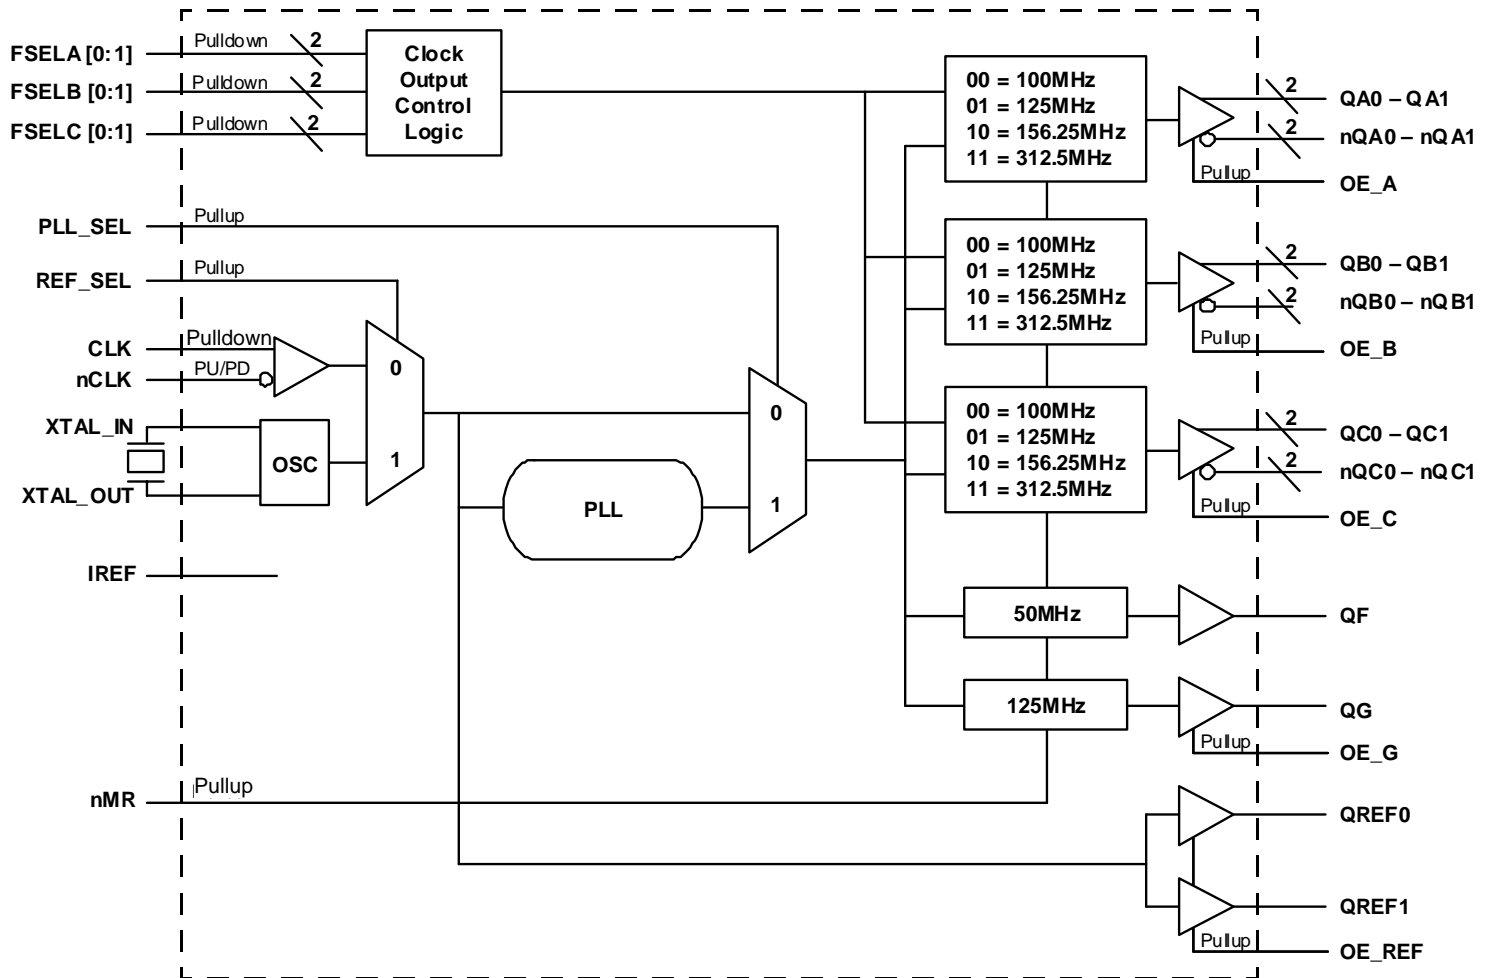 FSELA [0:1]
Pulldown
2
FSELB [0:1]
Pulldown
2
FSELC [0:1]
Pulldown
2
Clock
Output
Control
Logic
PLL_SEL
Pullup
REF_SEL
Pullup
CLK
Pulldown
nCLK
PU/PD
XTAL_IN
XTAL_OUT
OSC
0
1
PLL
0
1
IREF
nMR
Pullup
00 = 100MHz
01 = 125MHz
10 = 156.25MHz
11 = 312.5MHz
2
QA0 – QA1
2
nQA0 – nQA1
Pullup
OE_A
00 = 100MHz
01 = 125MHz
10 = 156.25MHz
11 = 312.5MHz
2
QB0 – QB1
2
nQB0 – nQB1
Pullup
OE_B
00 = 100MHz
01 = 125MHz
10 = 156.25MHz
11 = 312.5MHz
2
QC0 – QC1
2
nQC0 – nQC1
Pullup
OE_C
50MHz
QF
125MHz
QG
Pullup
OE_G
QREF0
QREF1
Pullup
OE_REF